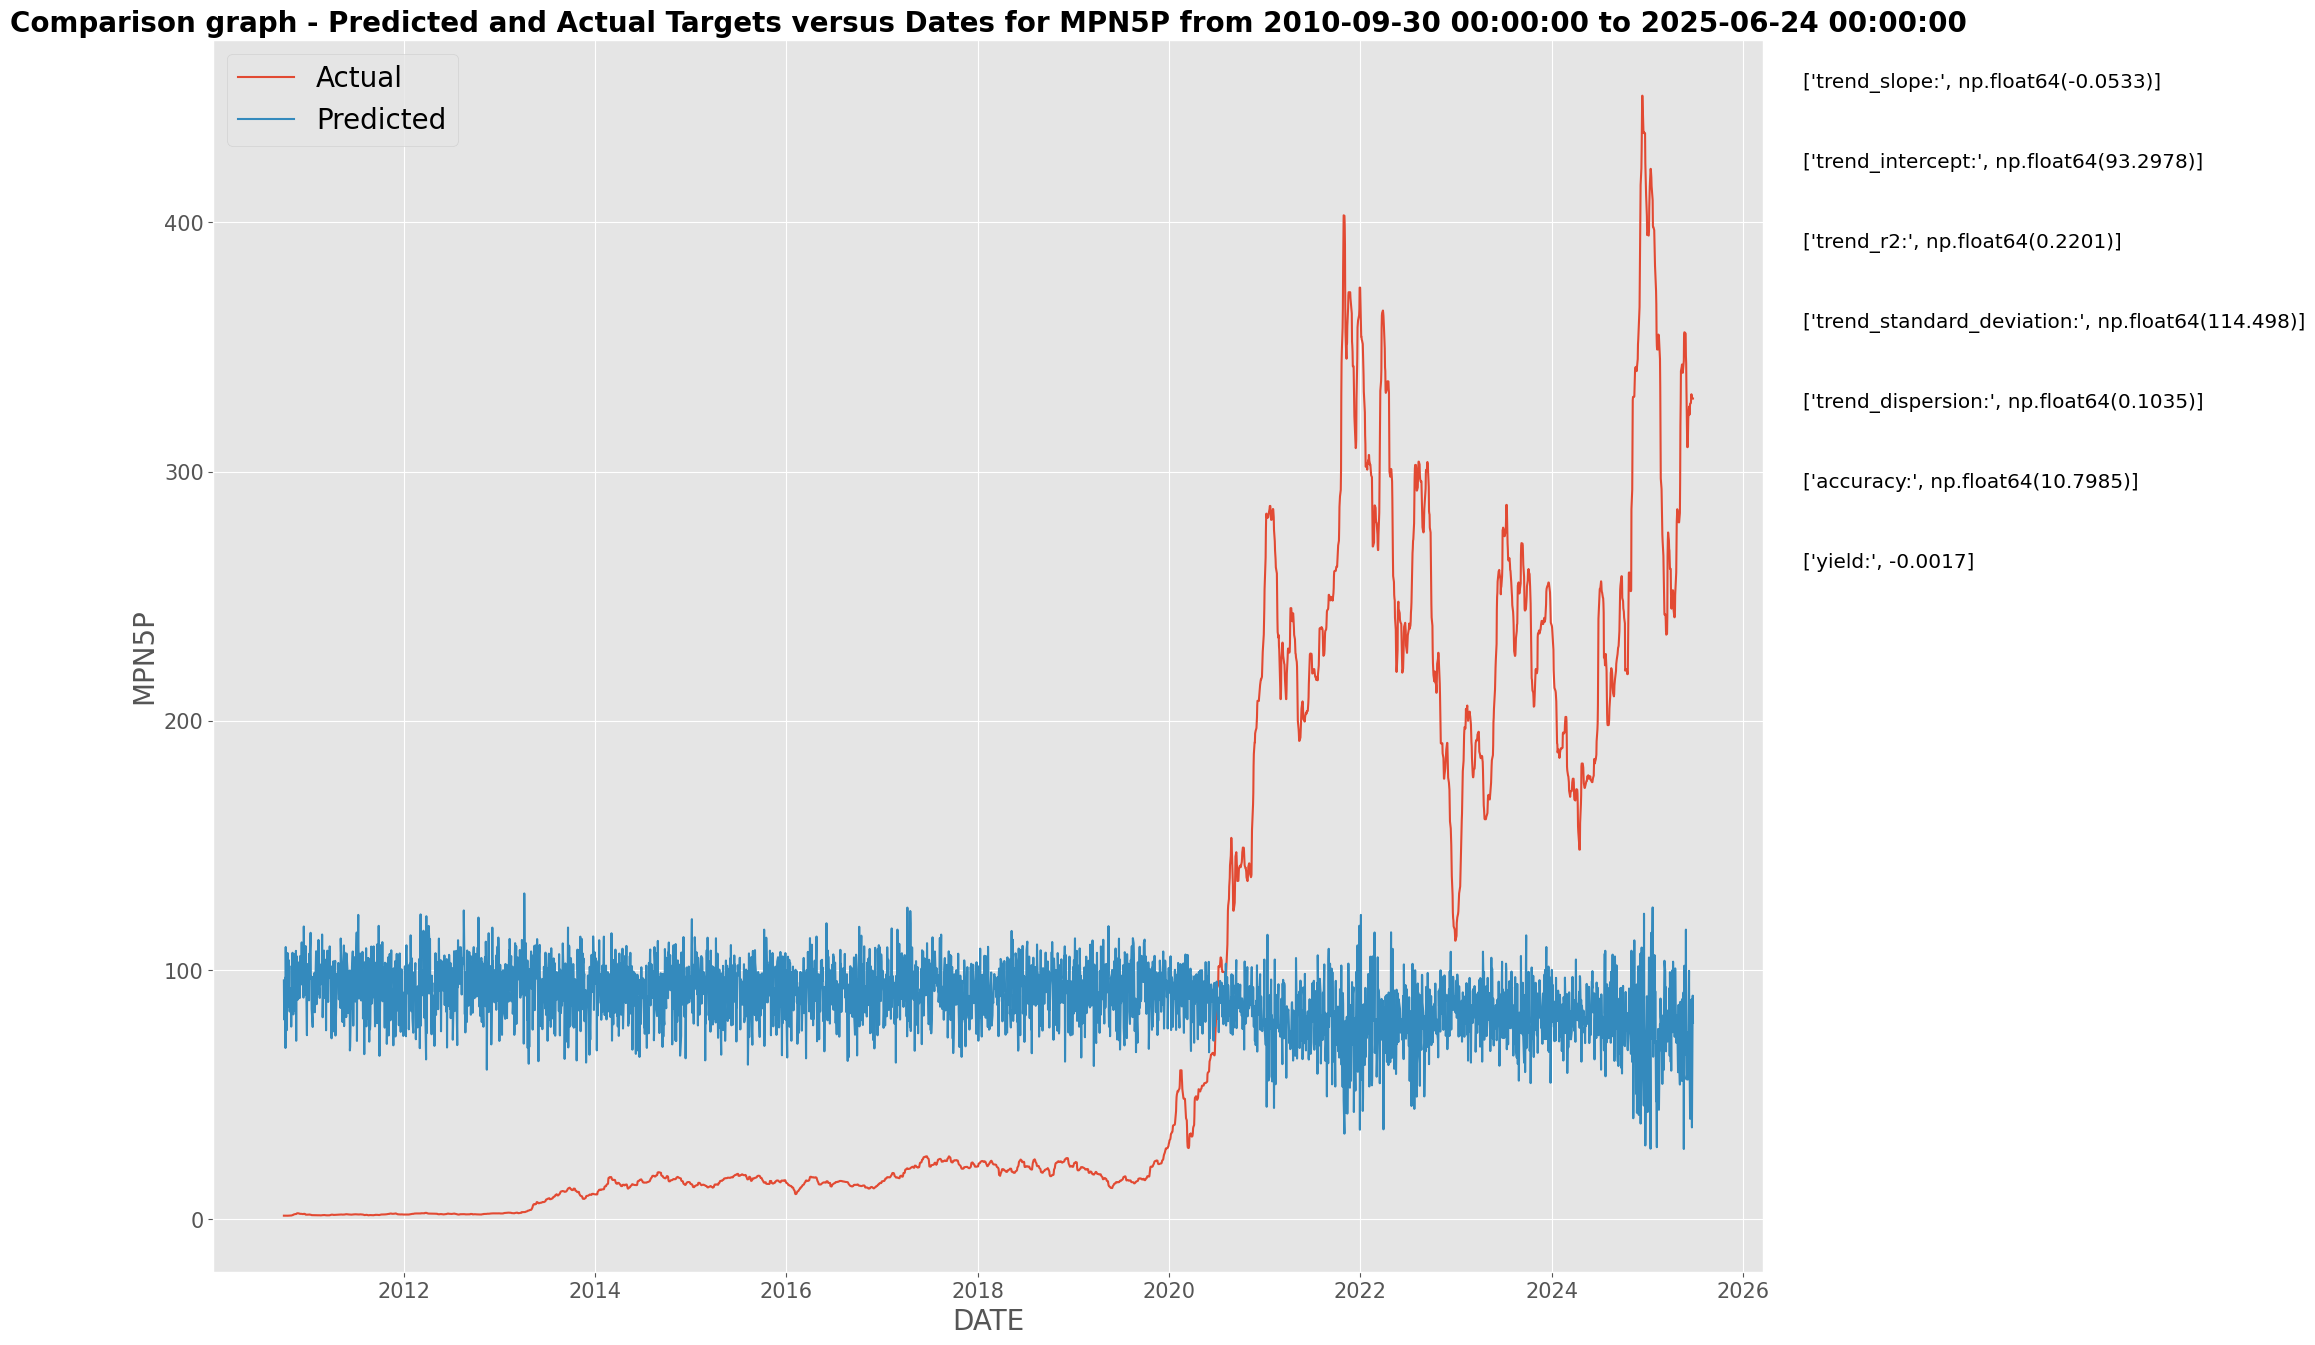 Comparison graph - Predicted and Actual Targets versus Dates for MPN5P from 2010-09-30 00:00:00 to 2025-06-24 00:00:00
Actual
Predicted
['trend_slope:', np.float64(-0.0533)]
['trend_intercept:', np.float64(93.2978)]
['trend_r2:', np.float64(0.2201)]
['trend_standard_deviation:', np.float64(114.498)]
['trend_dispersion:', np.float64(0.1035)]
['accuracy:', np.float64(10.7985)]
['yield:', -0.0017]
MPN5P
400
300
200
100
0
2012 2014 2016 2018 2020 2022 2024 2026
DATE